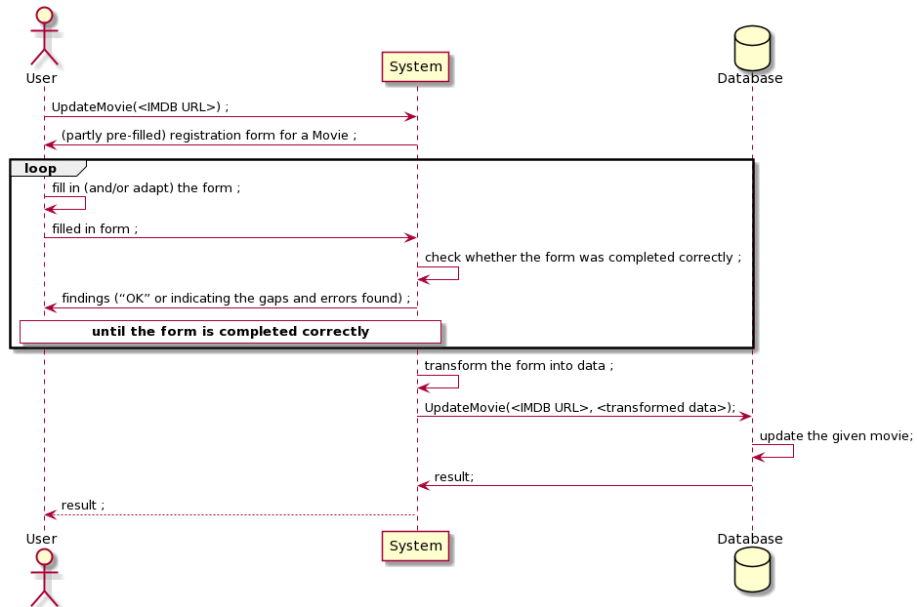 User
System
Database
UpdateMovie(<IMDB URL>) ;
(partly pre-filled) registration form for a Movie ;
loop
fill in (and/or adapt) the form ;
filled in form ;
check whether the form was completed correctly ;
findings (“OK” or indicating the gaps and errors found) ;
until the form is completed correctly
transform the form into data ;
UpdateMovie(<IMDB URL>, <transformed data>);
update the given movie;
result;
result ;
User
System
Database